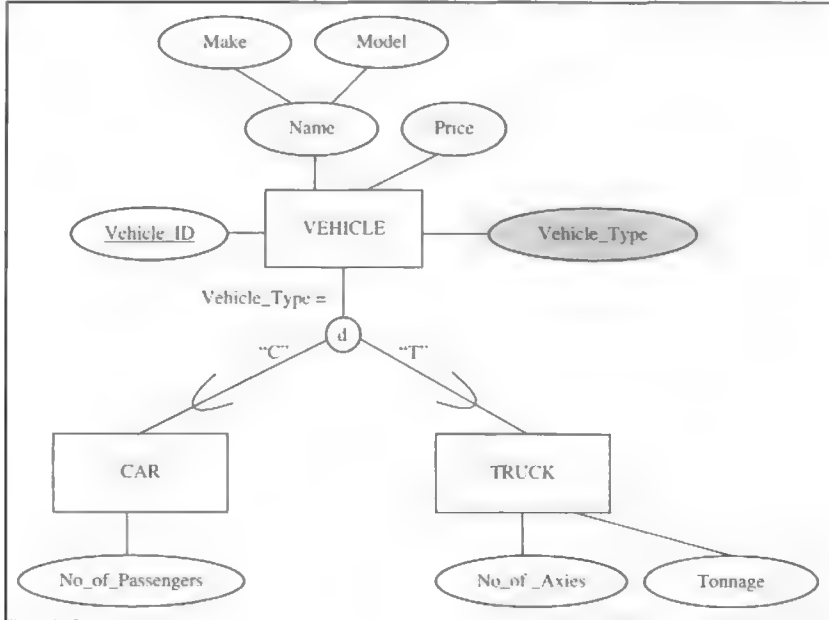 Make
Model
Name
Price
Vehicle_ID
VEHICLE
Vehicle_Type
Vehicle_Type =
d
"C"
"T"
CAR
TRUCK
No_of_Passengers
No_of _Axies
Tonnage